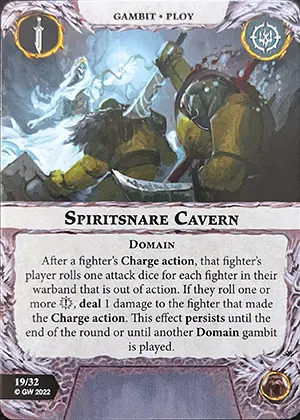 GAMBIT • PLOY
SPIRITSNARE CAVERN
DOMAIN
After a fighter's Charge action, that fighter's
player rolls one attack dice for each fighter in their
warband that is out of action. If they roll one or
more , deal 1 damage to the fighter that made
the Charge action. This effect persists until the
end of the round or until another Domain gambit
is played.
19/32
© GW 2022